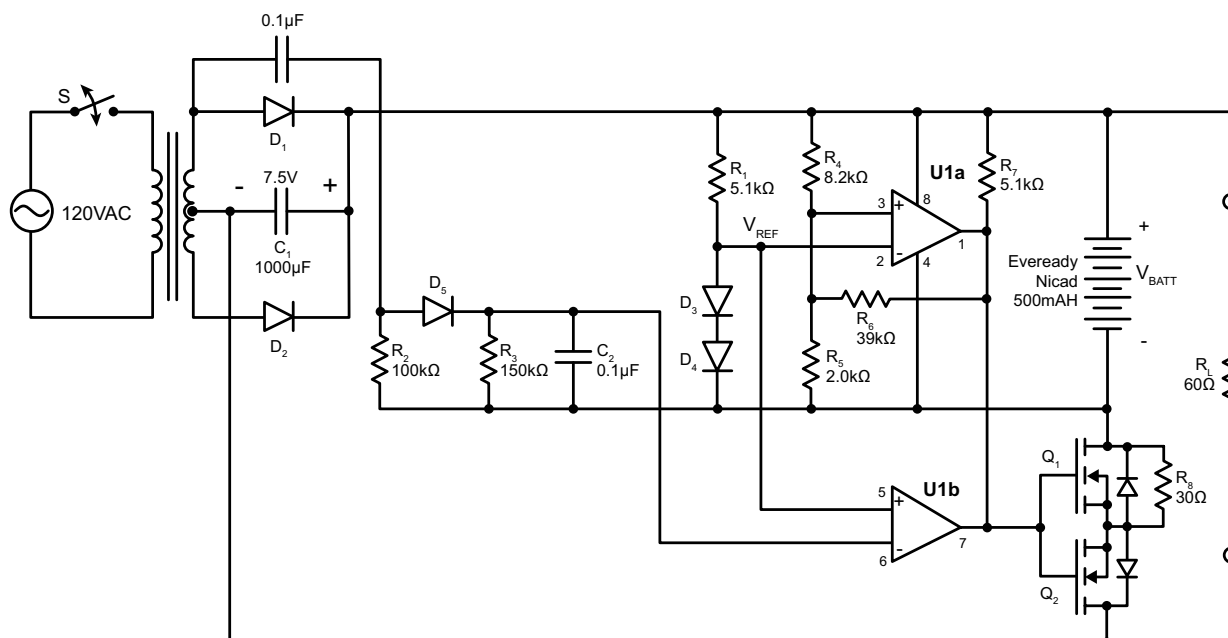 0.1µF
S
D1
- 7.5V +
120VAC
C1
1000µF
D2
D5
R2
100kΩ
R3
150kΩ
C2
0.1µF
R1
5.1kΩ
VREF
D3
D4
R4
8.2kΩ
U1a
3 + 8
2 - 4
1
R6
39kΩ
R5
2.0kΩ
R7
5.1kΩ
Eveready
Nicad
500mAH
+
VBATT
-
RL
60Ω
U1b
5 +
6 -
7
Q1
R8
30Ω
Q2